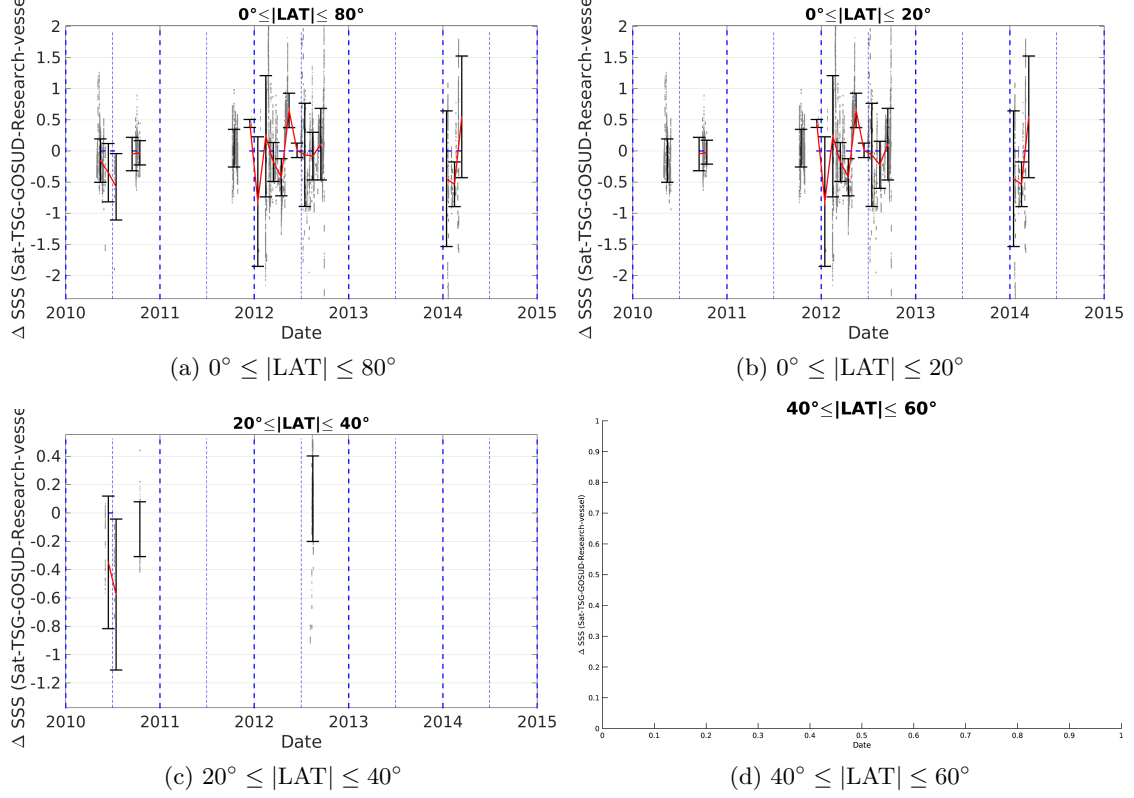 0°≤|LAT|≤ 80°
Δ SSS (Sat-TSG-GOSUD-Research-vessel)
2
1.5
1
0.5
0
-0.5
-1
-1.5
-2
2010 2011 2012 2013 2014 2015
Date
(a) 0° ≤ |LAT| ≤ 80°
0°≤|LAT|≤ 20°
Δ SSS (Sat-TSG-GOSUD-Research-vessel)
2
1.5
1
0.5
0
-0.5
-1
-1.5
-2
2010 2011 2012 2013 2014 2015
Date
(b) 0° ≤ |LAT| ≤ 20°
20°≤|LAT|≤ 40°
Δ SSS (Sat-TSG-GOSUD-Research-vesse
0.4
0.2
0
-0.2
-0.4
-0.6
-0.8
-1
-1.2
2010 2011 2012 2013 2014 2015
Date
(c) 20° ≤ |LAT| ≤ 40°
40°≤|LAT|≤ 60°
Δ SSS (Sat-TSG-GOSUD-Research-vessel)
1
0.9
0.8
0.7
0.6
0.5
0.4
0.3
0.2
0.1
0
0 0.1 0.2 0.3 0.4 0.5 0.6 0.7 0.8 0.9 1
Date
(d) 40° ≤ |LAT| ≤ 60°